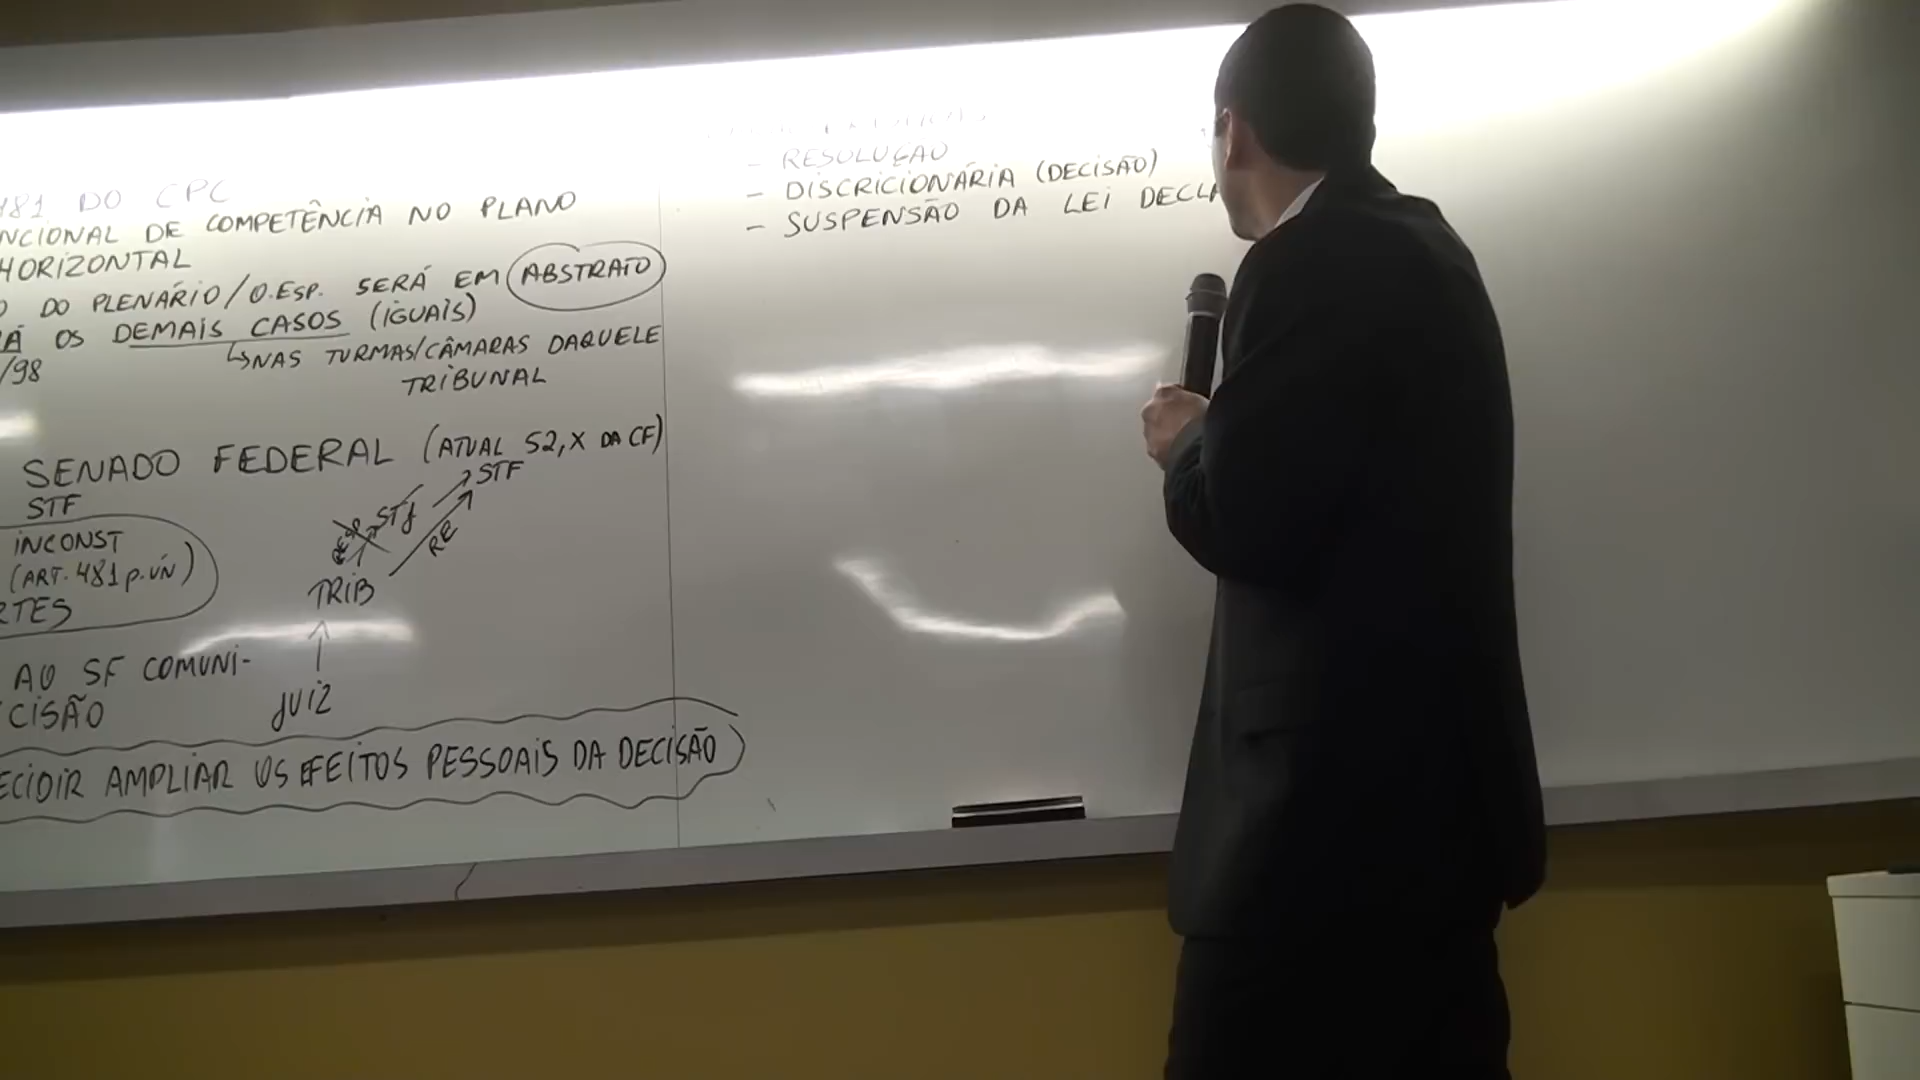 481 DO CPC
NCIONAL DE COMPETÊNCIA NO PLANO
HORIZONTAL
O DO PLENÁRIO/O.ESP. SERÁ EM ABSTRATO
Á OS DEMAIS CASOS (IGUAIS)
↳NAS TURMAS/CÂMARAS DAQUELE
TRIBUNAL
/98
SENADO FEDERAL (ATUAL 52, X DA CF)
STF
INCONST
(ART. 481 p. ÚN)
RTES
AO SF COMUNI-
CISÃO
STF
STJ
RE
TRIB
JUIZ
ECIDIR AMPLIAR OS EFEITOS PESSOAIS DA DECISÃO
- RESOLUÇÃO
- DISCRICIONÁRIA (DECISÃO)
- SUSPENSÃO DA LEI DECLA